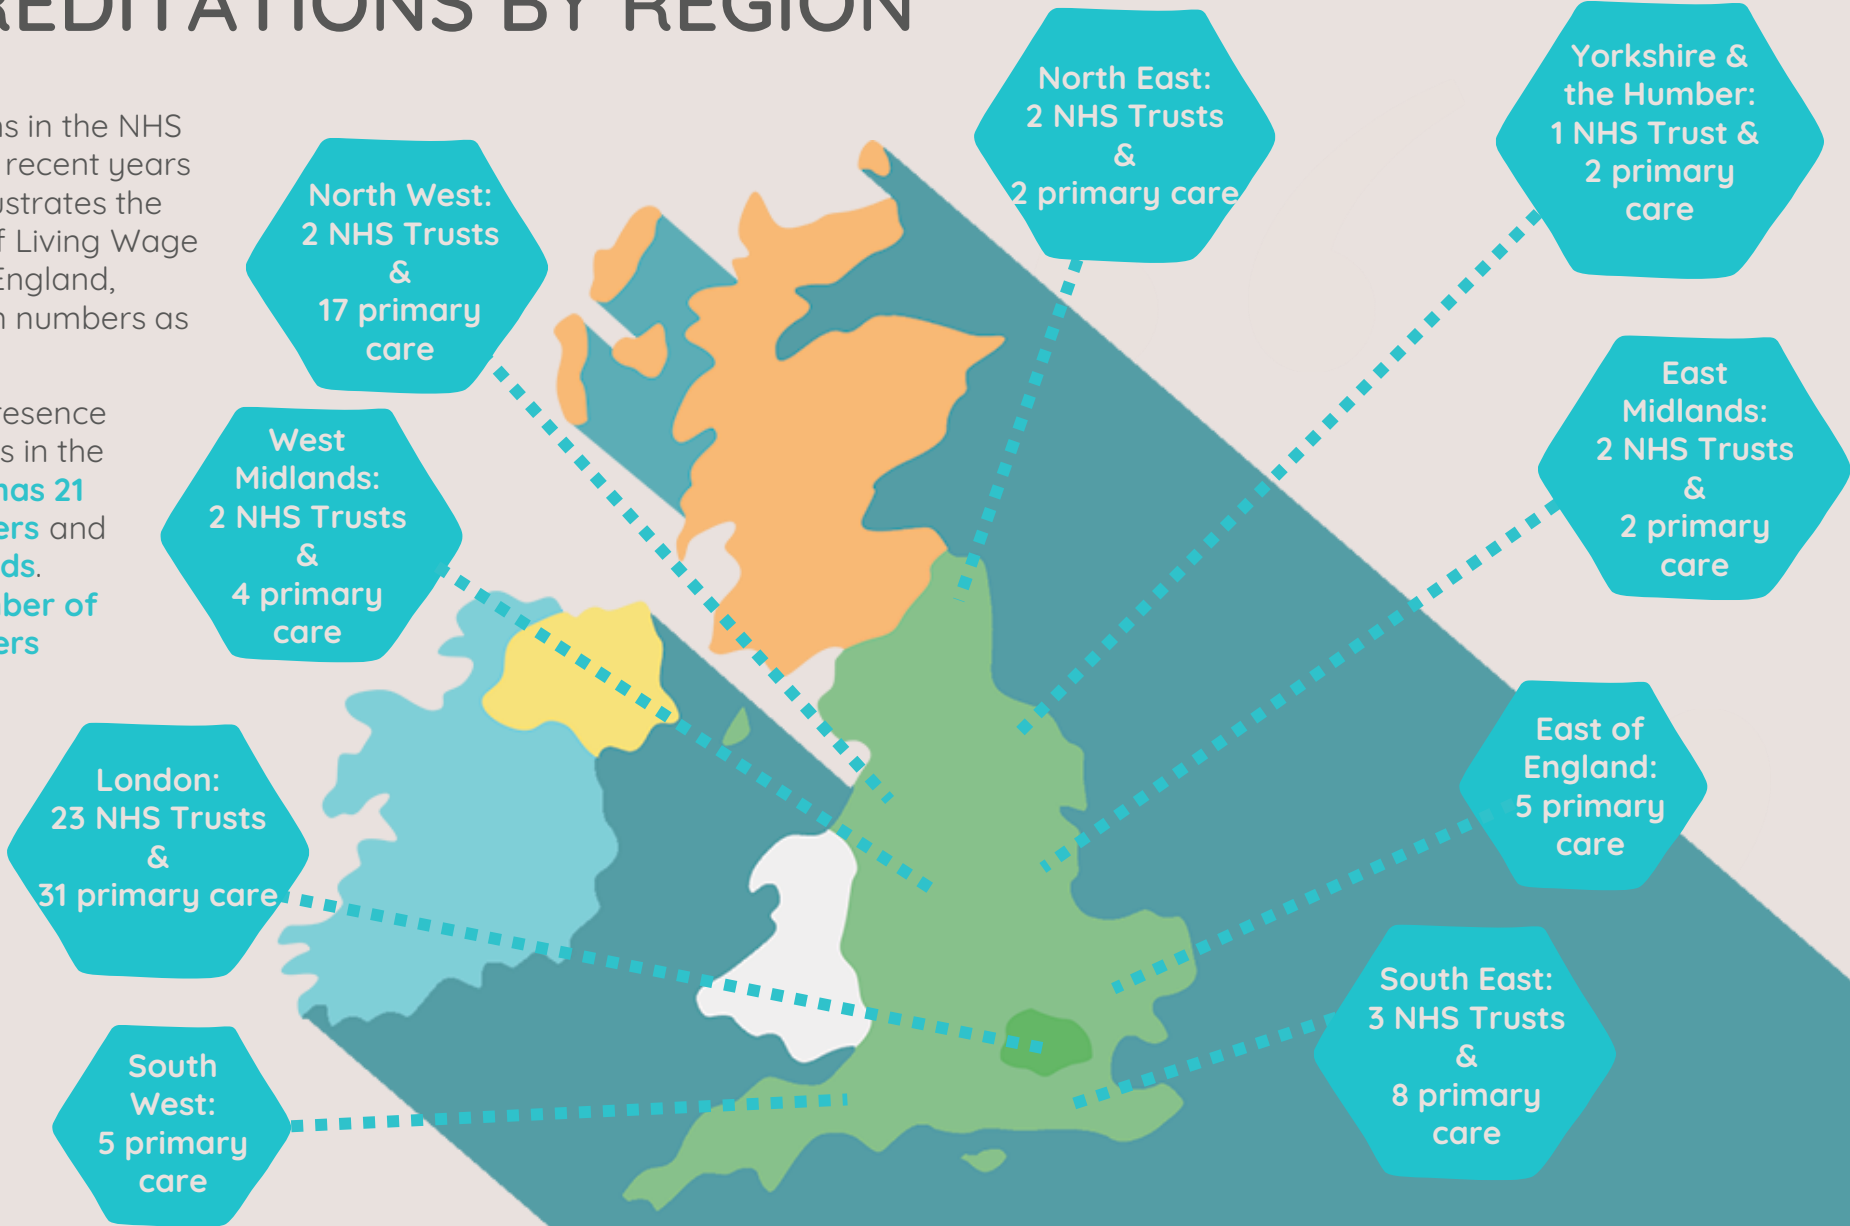 REDITATIONS BY REGION
ns in the NHS
recent years
ustrates the
f Living Wage
England,
n numbers as
resence
s in the
has 21
ers and
ds.
ber of
ers
North West:
2 NHS Trusts
&
17 primary
care
West
Midlands:
2 NHS Trusts
&
4 primary
care
London:
23 NHS Trusts
&
31 primary care
South
West:
5 primary
care
North East:
2 NHS Trusts
&
2 primary care
Yorkshire &
the Humber:
1 NHS Trust &
2 primary
care
East
Midlands:
2 NHS Trusts
&
2 primary
care
East of
England:
5 primary
care
South East:
3 NHS Trusts
&
8 primary
care